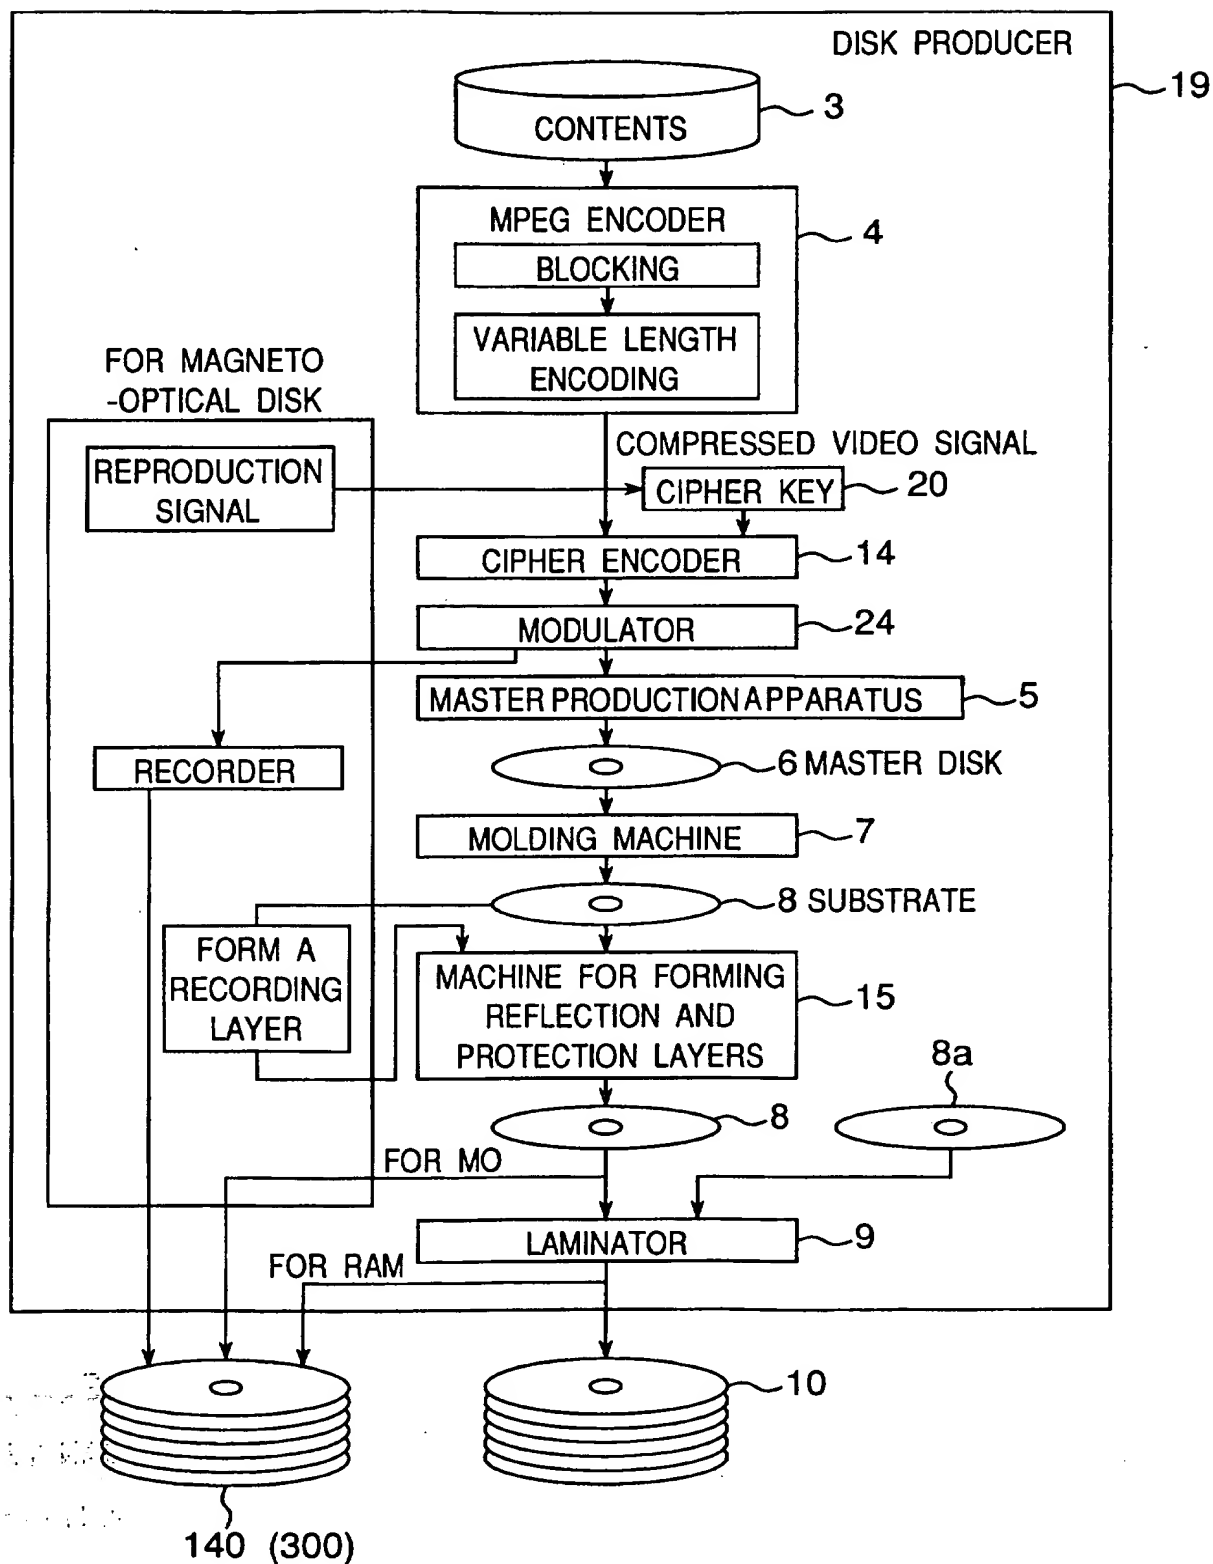 DISK PRODUCER
19
CONTENTS
3
MPEG ENCODER
4
BLOCKING
VARIABLE LENGTH
ENCODING
FOR MAGNETO
-OPTICAL DISK
COMPRESSED VIDEO SIGNAL
REPRODUCTION
SIGNAL
CIPHER KEY
20
CIPHER ENCODER
14
MODULATOR
24
MASTER PRODUCTION APPARATUS
5
RECORDER
6 MASTER DISK
MOLDING MACHINE
7
8 SUBSTRATE
FORM A
RECORDING
LAYER
MACHINE FOR FORMING
REFLECTION AND
PROTECTION LAYERS
15
8
8a
FOR MO
LAMINATOR
9
FOR RAM
10
140 (300)